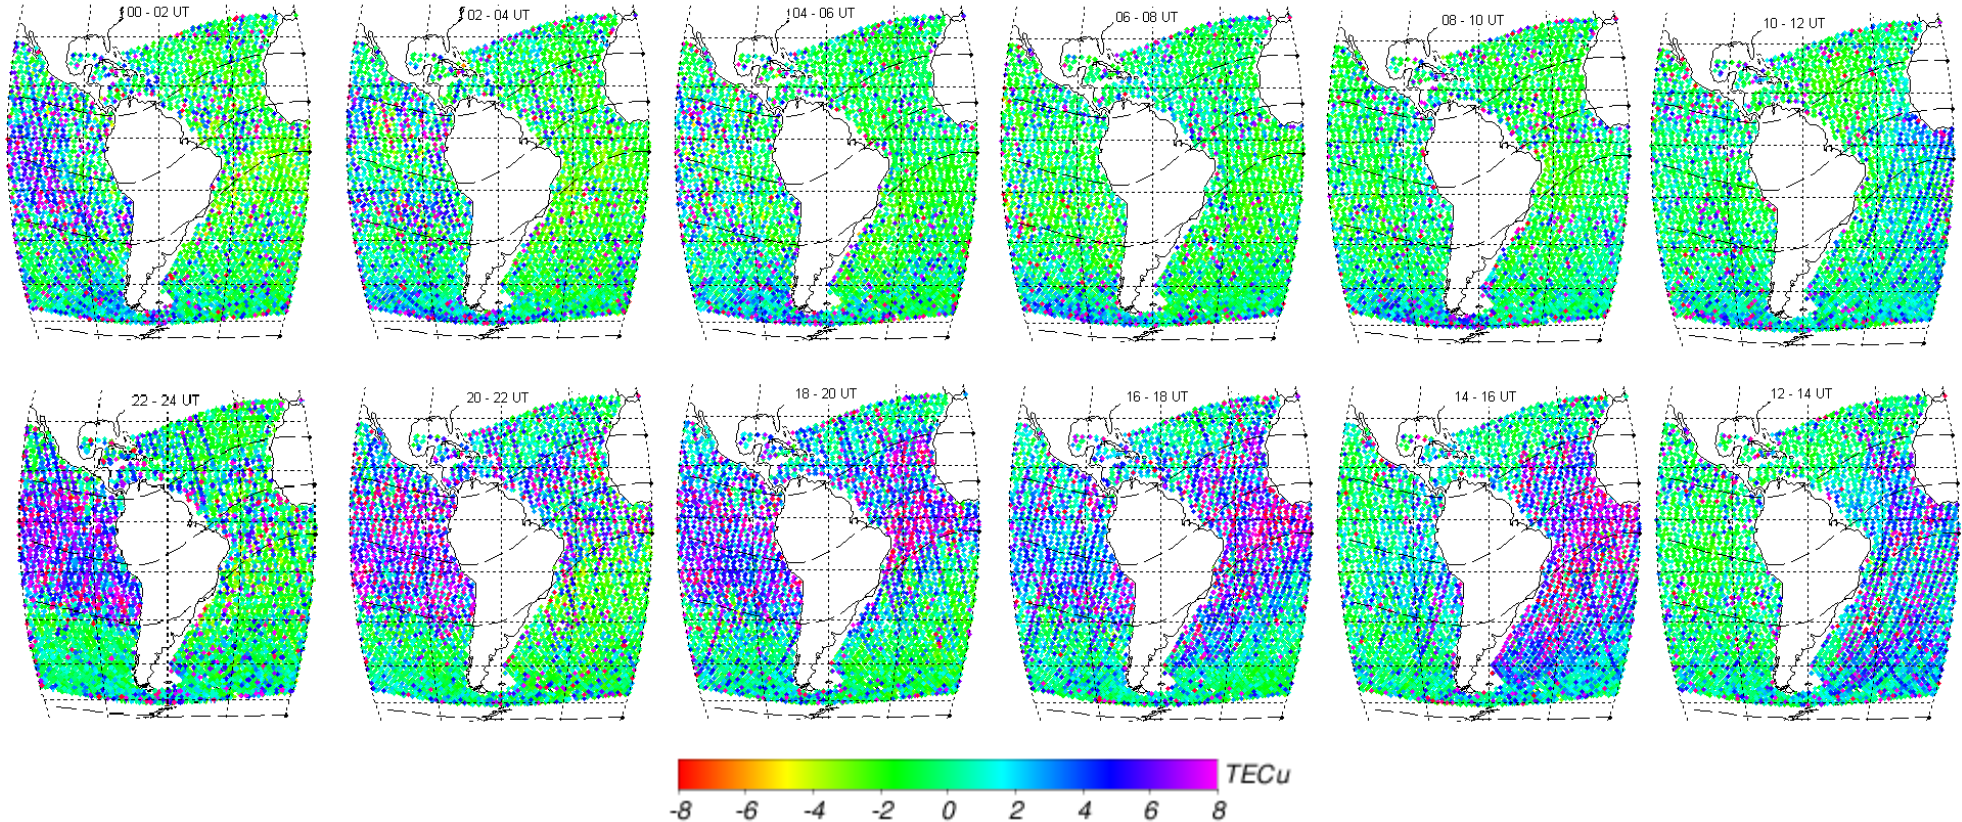 00 - 02 UT
02 - 04 UT
04 - 06 UT
06 - 08 UT
08 - 10 UT
10 - 12 UT
22 - 24 UT
20 - 22 UT
18 - 20 UT
16 - 18 UT
14 - 16 UT
12 - 14 UT
TECu
-8 -6 -4 -2 0 2 4 6 8